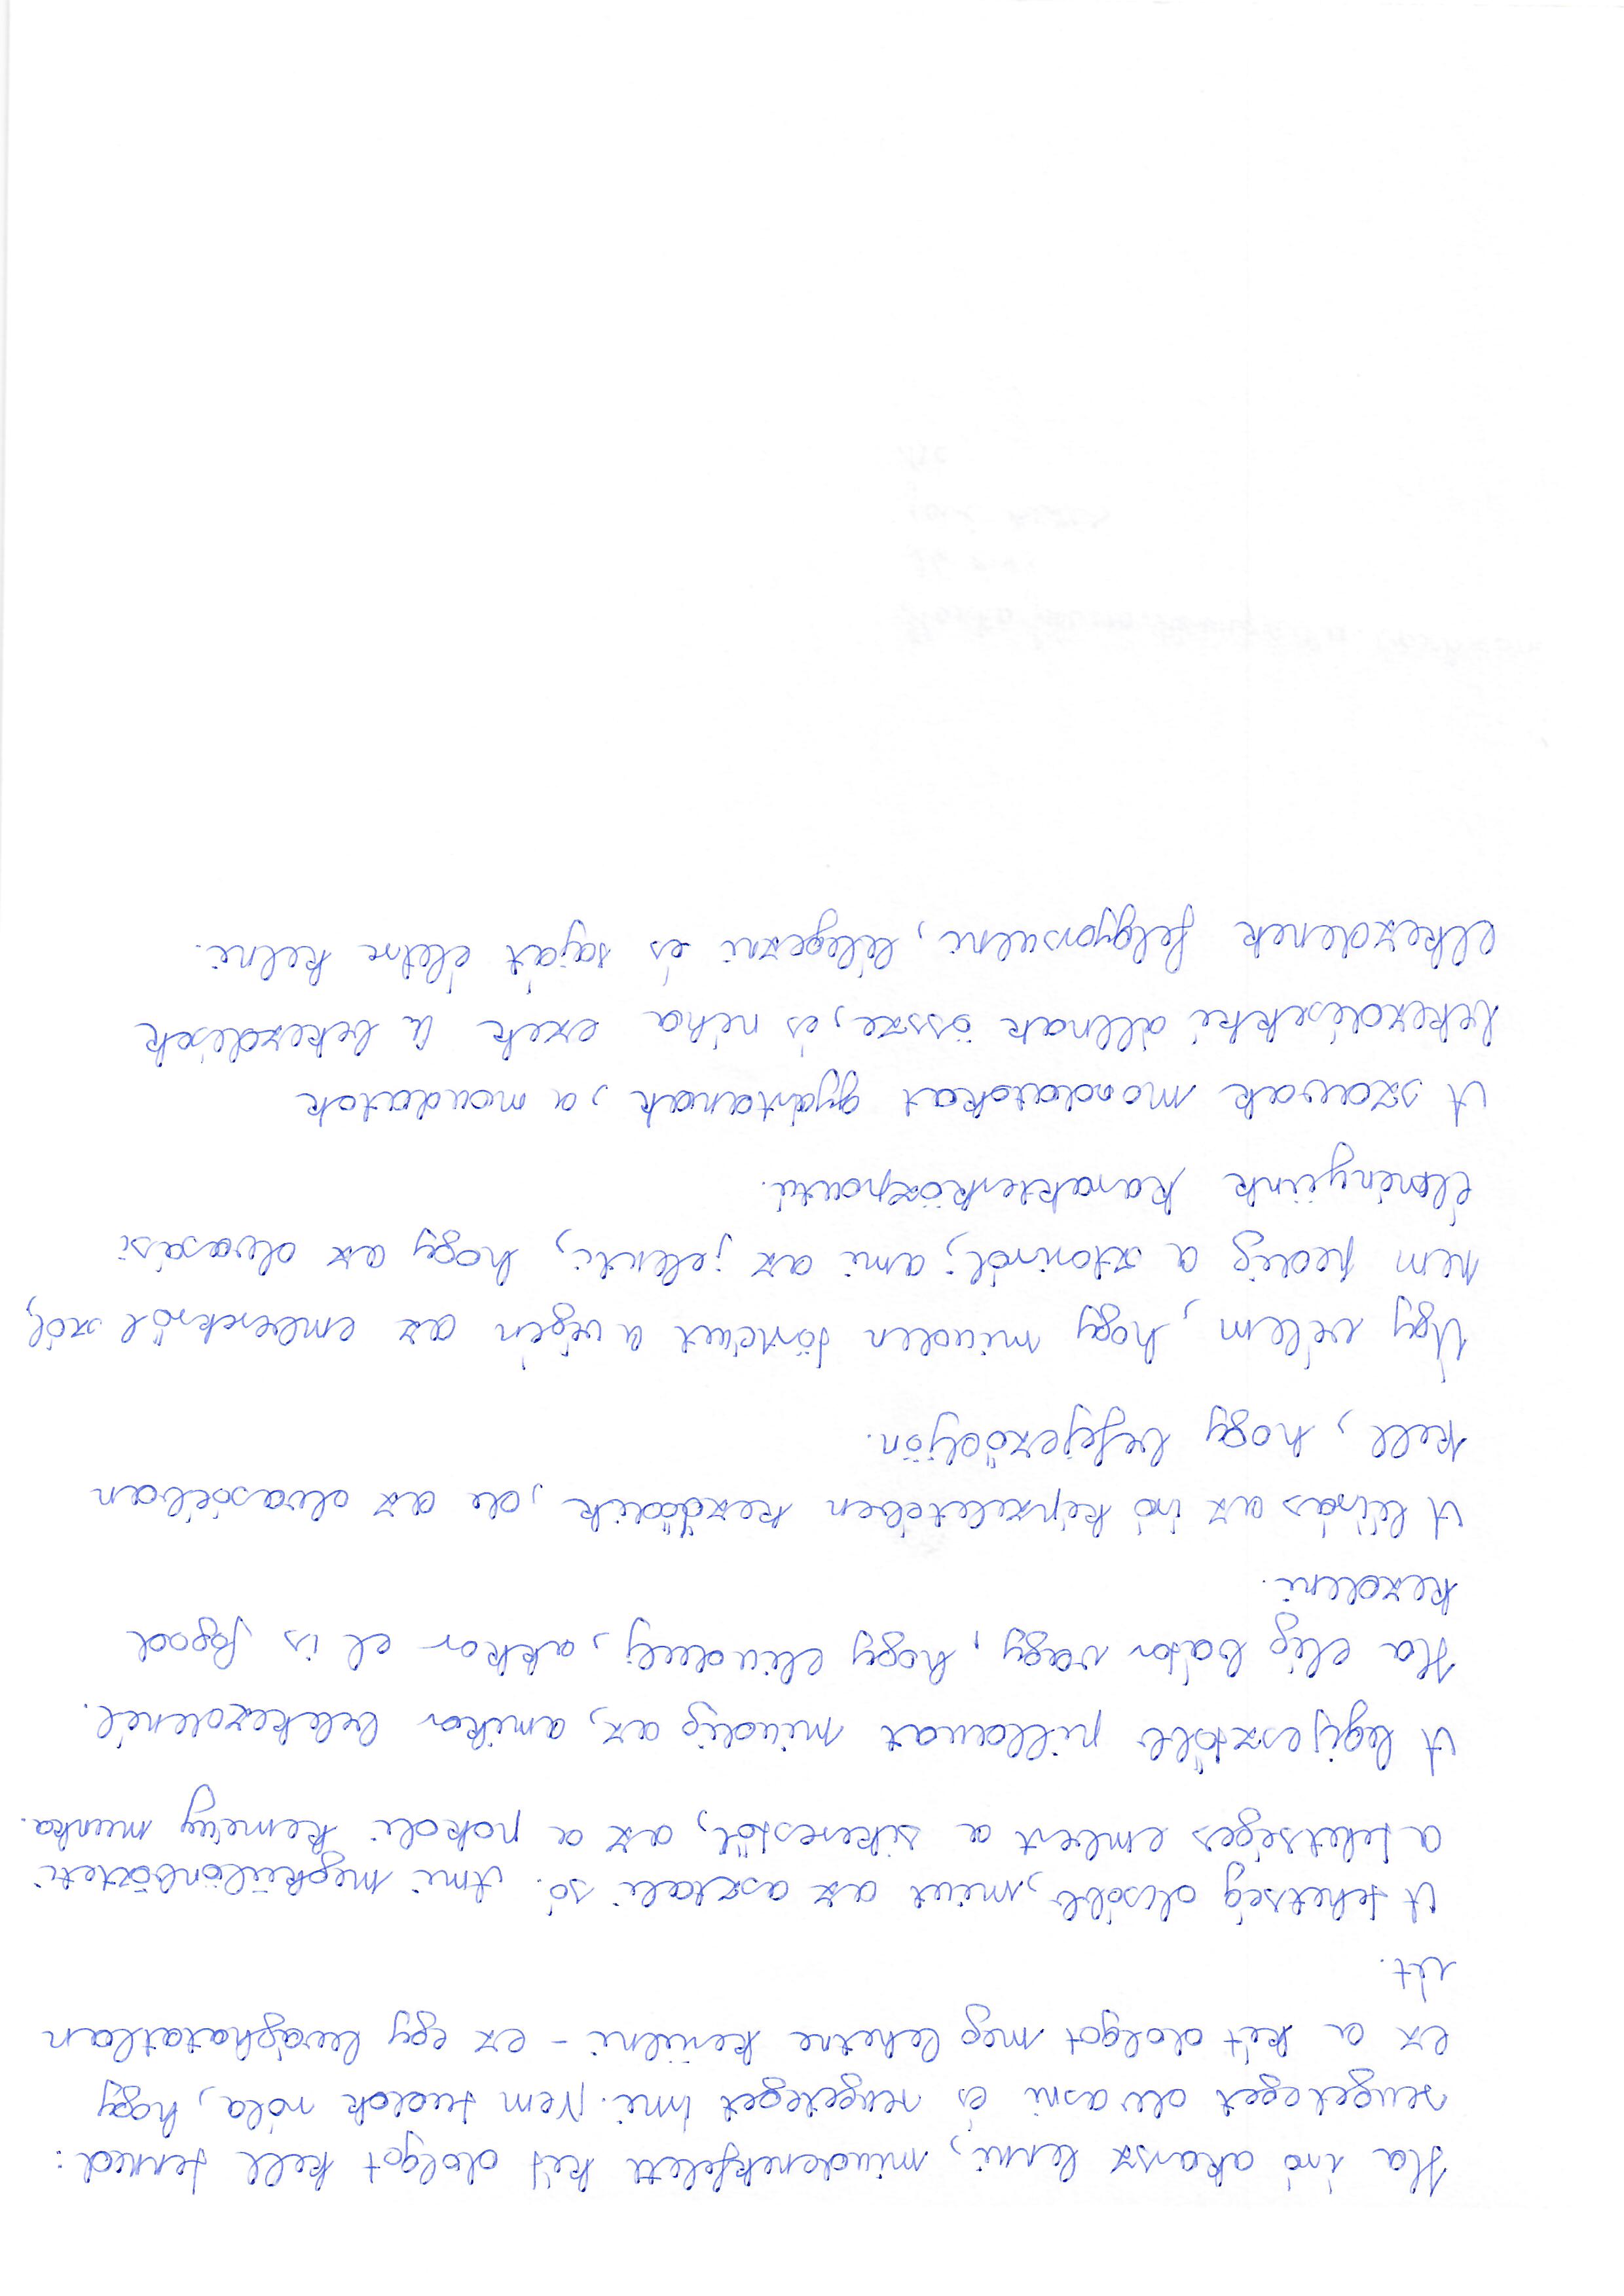 Ha író akarsz lenni, mindenekfelett két dolgot kell tenned:
rengeteget olvasni és rengeteget írni. Nem tudok róla, hogy
ez a két dolgot meg lehetne kerülni - ez egy levághatatlan
út.
A tehetség olcsóbb, mint az asztali só. Ami megkülönbözteti
a tehetséges embert a sikerestől, az a pokoli kemény munka.
A legijesztőbb pillanat mindig az, amikor belekezdenél.
Ha elég bátor vagy, hogy elindulj, akkor el is fogod
kezdeni.
A léírás az író képzeletében kezdődik, de az olvasóéban
kell, hogy befejeződjön.
Úgy vélem, hogy minden történet a végén az emberekről szól,
nem pedig a sztoriról; ami az jelenti, hogy az olvasási
élményünk karakterközpontú.
A szavak mondatokat gyártanak, a mondatok
bekezdésekké állnak össze, és néha ezek a bekezdések
elkezdenek felgyorsulni, lélegezni és saját életre kelni.